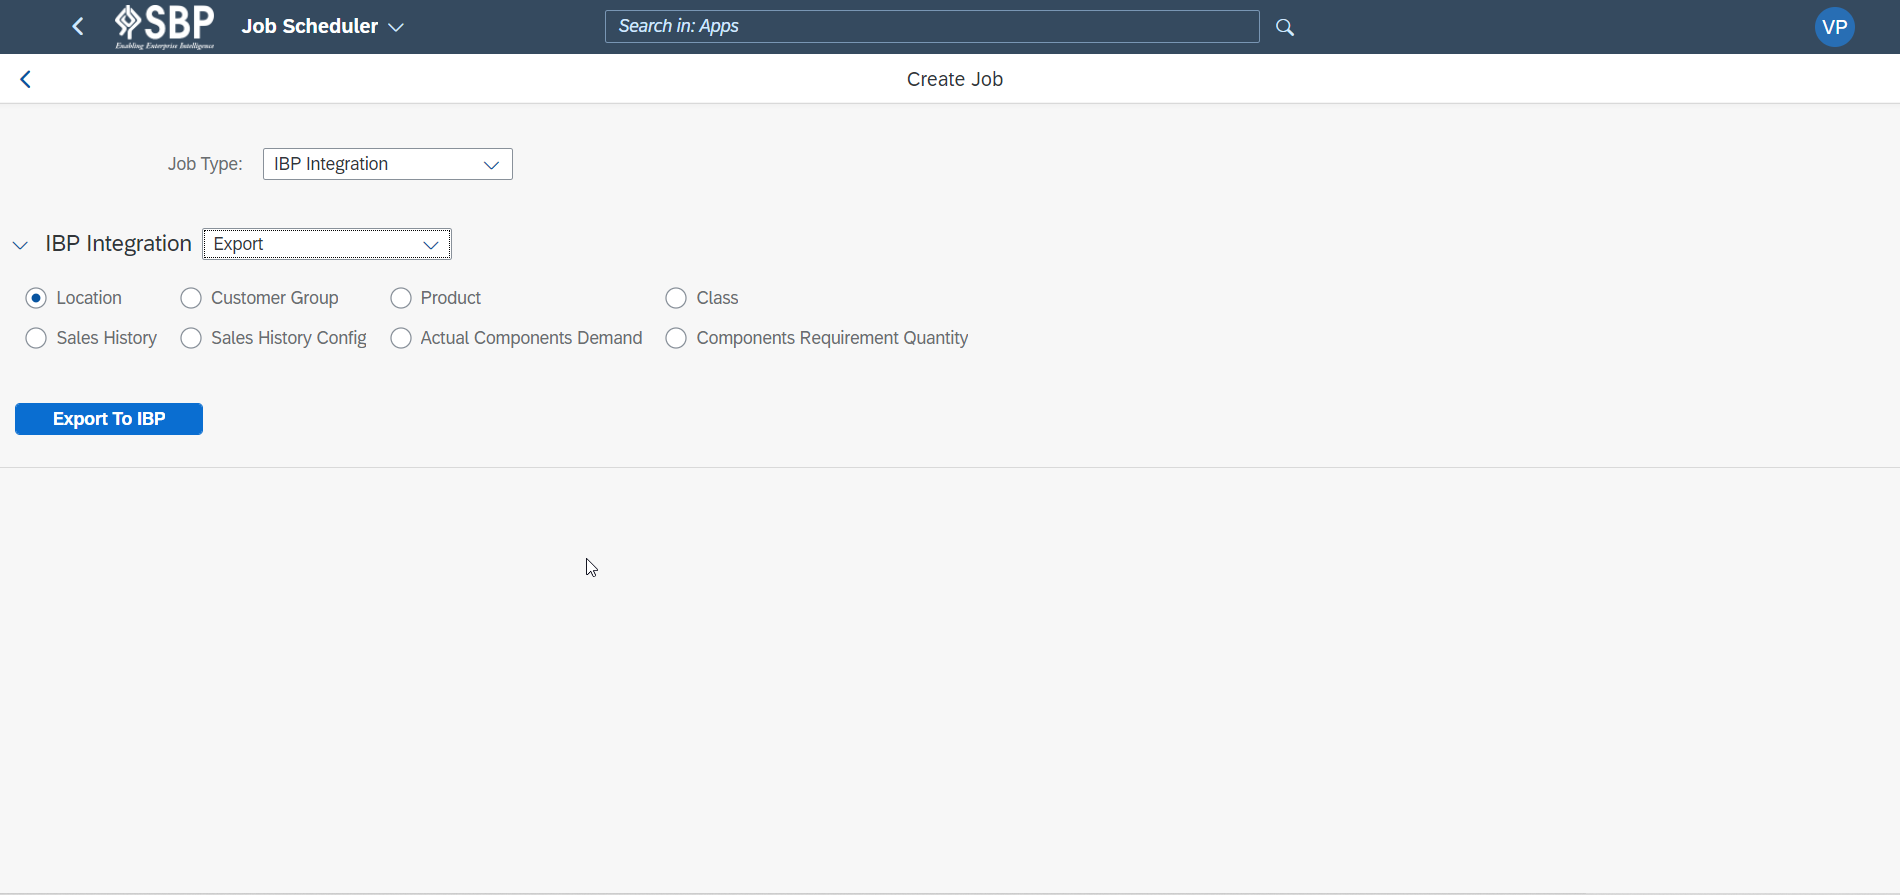 SBP
Enabling Enterprise Intelligence
Job Scheduler
Search in: Apps
VP
Create Job
Job Type:
IBP Integration
IBP Integration
Export
Location
Customer Group
Product
Class
Sales History
Sales History Config
Actual Components Demand
Components Requirement Quantity
Export To IBP